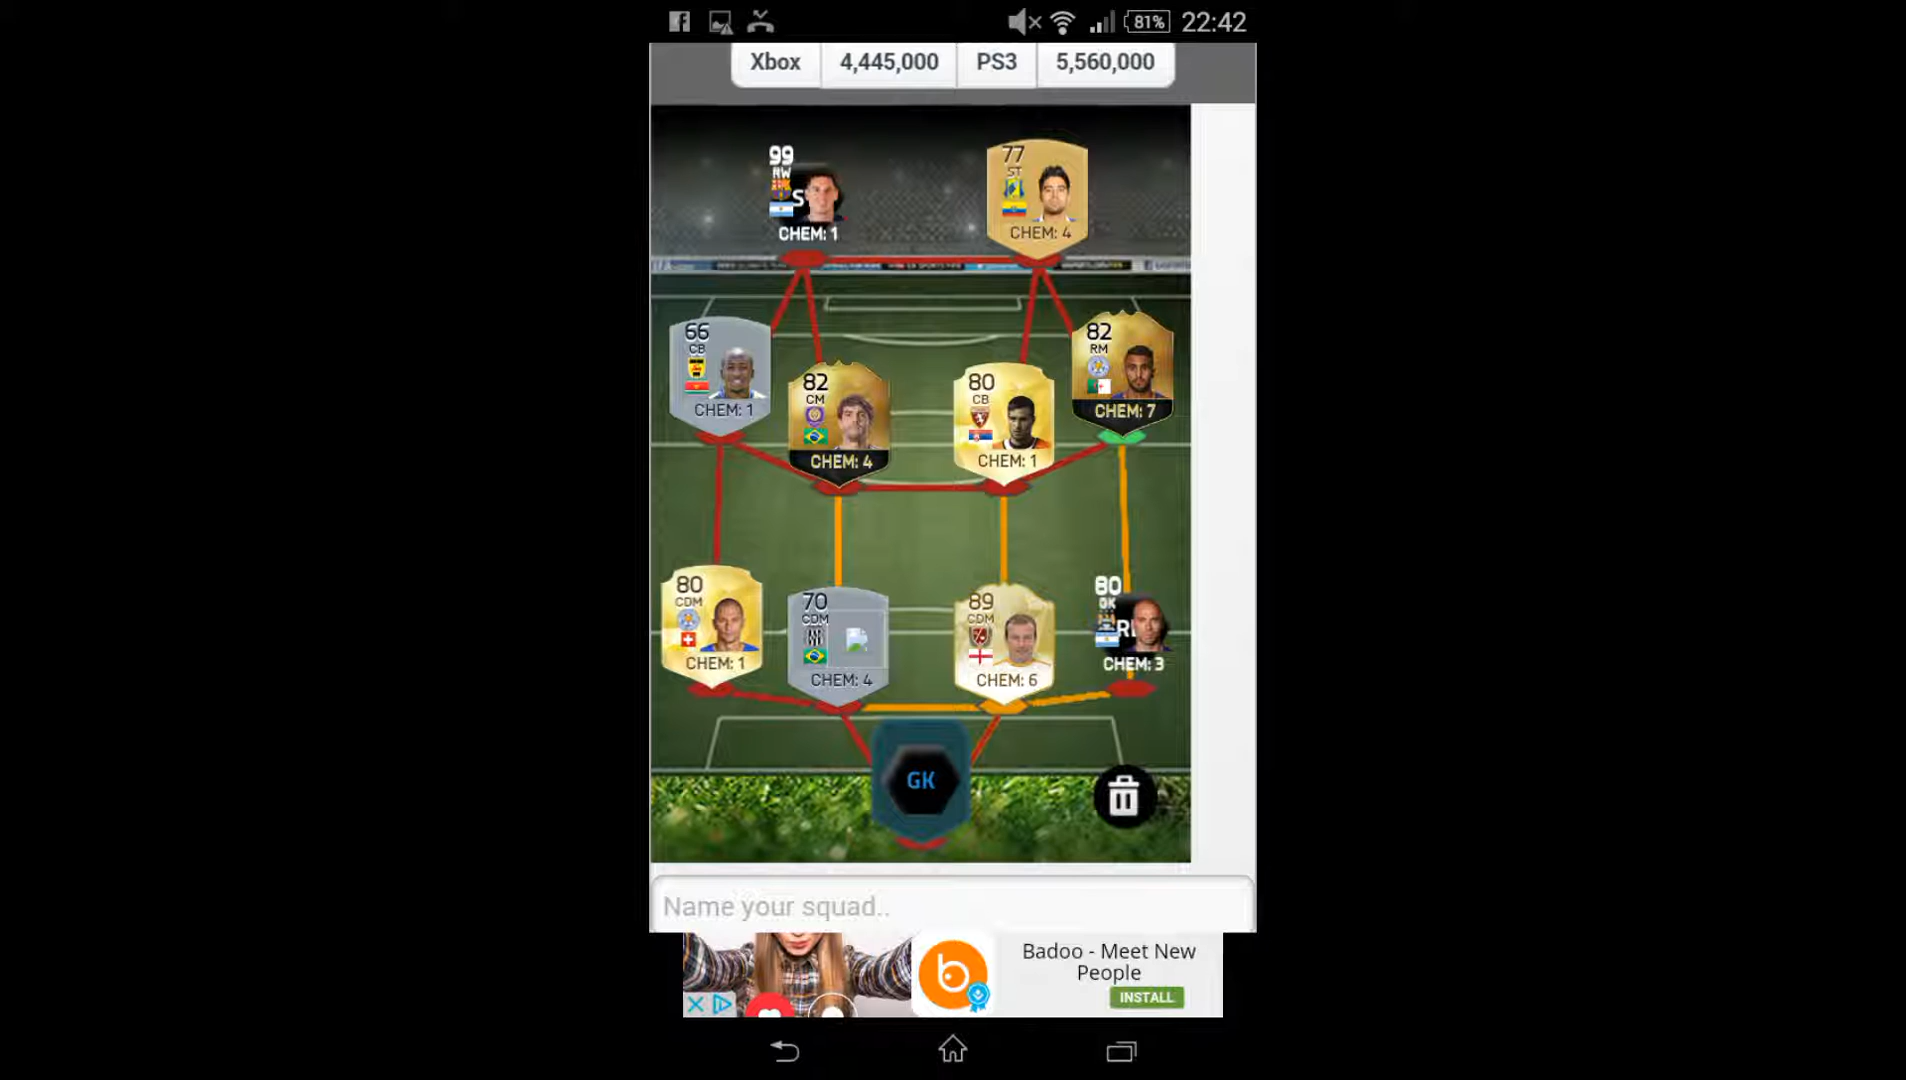 81% 22:42
Xbox 4,445,000 PS3 5,560,000
99 RW CHEM: 1
77 ST CHEM: 4
66 CB CHEM: 1
82 CM CHEM: 4
80 CB CHEM: 1
82 RM CHEM: 7
80 CDM CHEM: 1
70 CDM CHEM: 4
89 CDM CHEM: 6
80 GK CHEM: 3
GK
Name your squad..
Badoo - Meet New
People
INSTALL